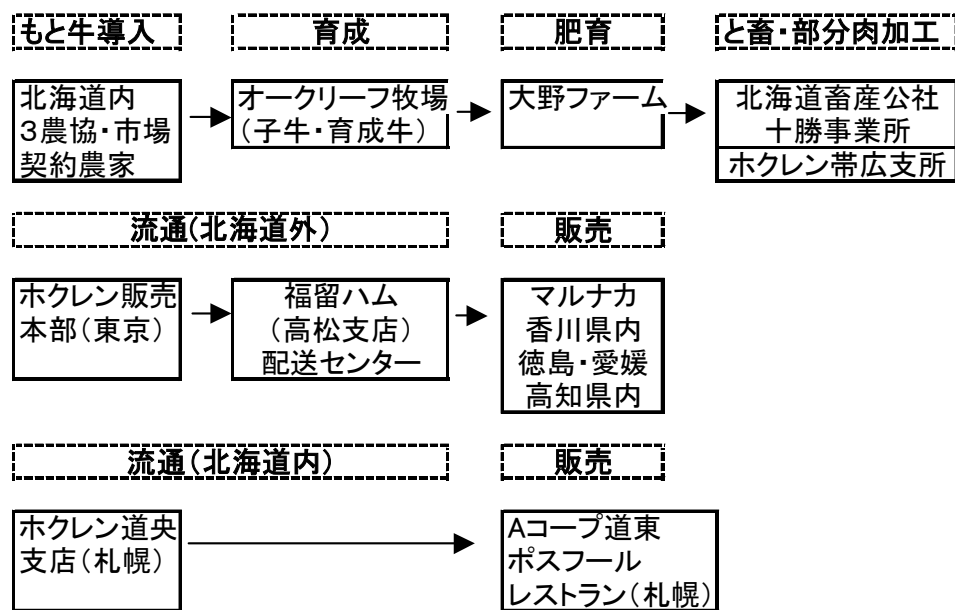 もと牛導入
育成
肥育
と畜・部分肉加工
北海道内
３農協・市場
契約農家
オークリーフ牧場
（子牛・育成牛）
大野ファーム
北海道畜産公社
十勝事業所
ホクレン帯広支所
流通（北海道外）
販売
ホクレン販売
本部（東京）
福留ハム
（高松支店）
配送センター
マルナカ
香川県内
徳島・愛媛
高知県内
流通（北海道内）
販売
ホクレン道央
支店（札幌）
Aコープ道東
ポスフール
レストラン（札幌）